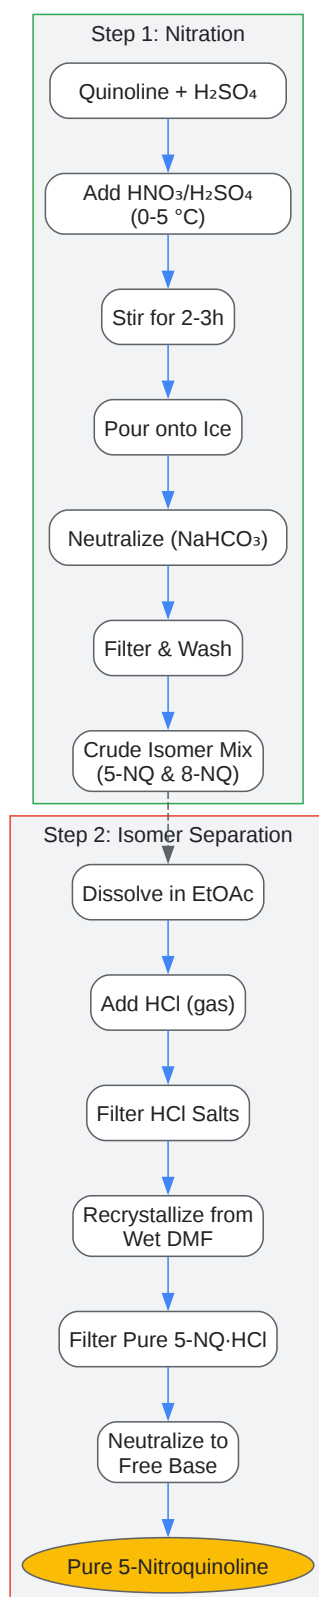 Step 1: Nitration
Quinoline + H₂SO₄
Add HNO₃/H₂SO₄
(0-5 °C)
Stir for 2-3h
Pour onto Ice
Neutralize (NaHCO₃)
Filter & Wash
Crude Isomer Mix
(5-NQ & 8-NQ)
Step 2: Isomer Separation
Dissolve in EtOAc
Add HCl (gas)
Filter HCl Salts
Recrystallize from
Wet DMF
Filter Pure 5-NQ·HCl
Neutralize to
Free Base
Pure 5-Nitroquinoline